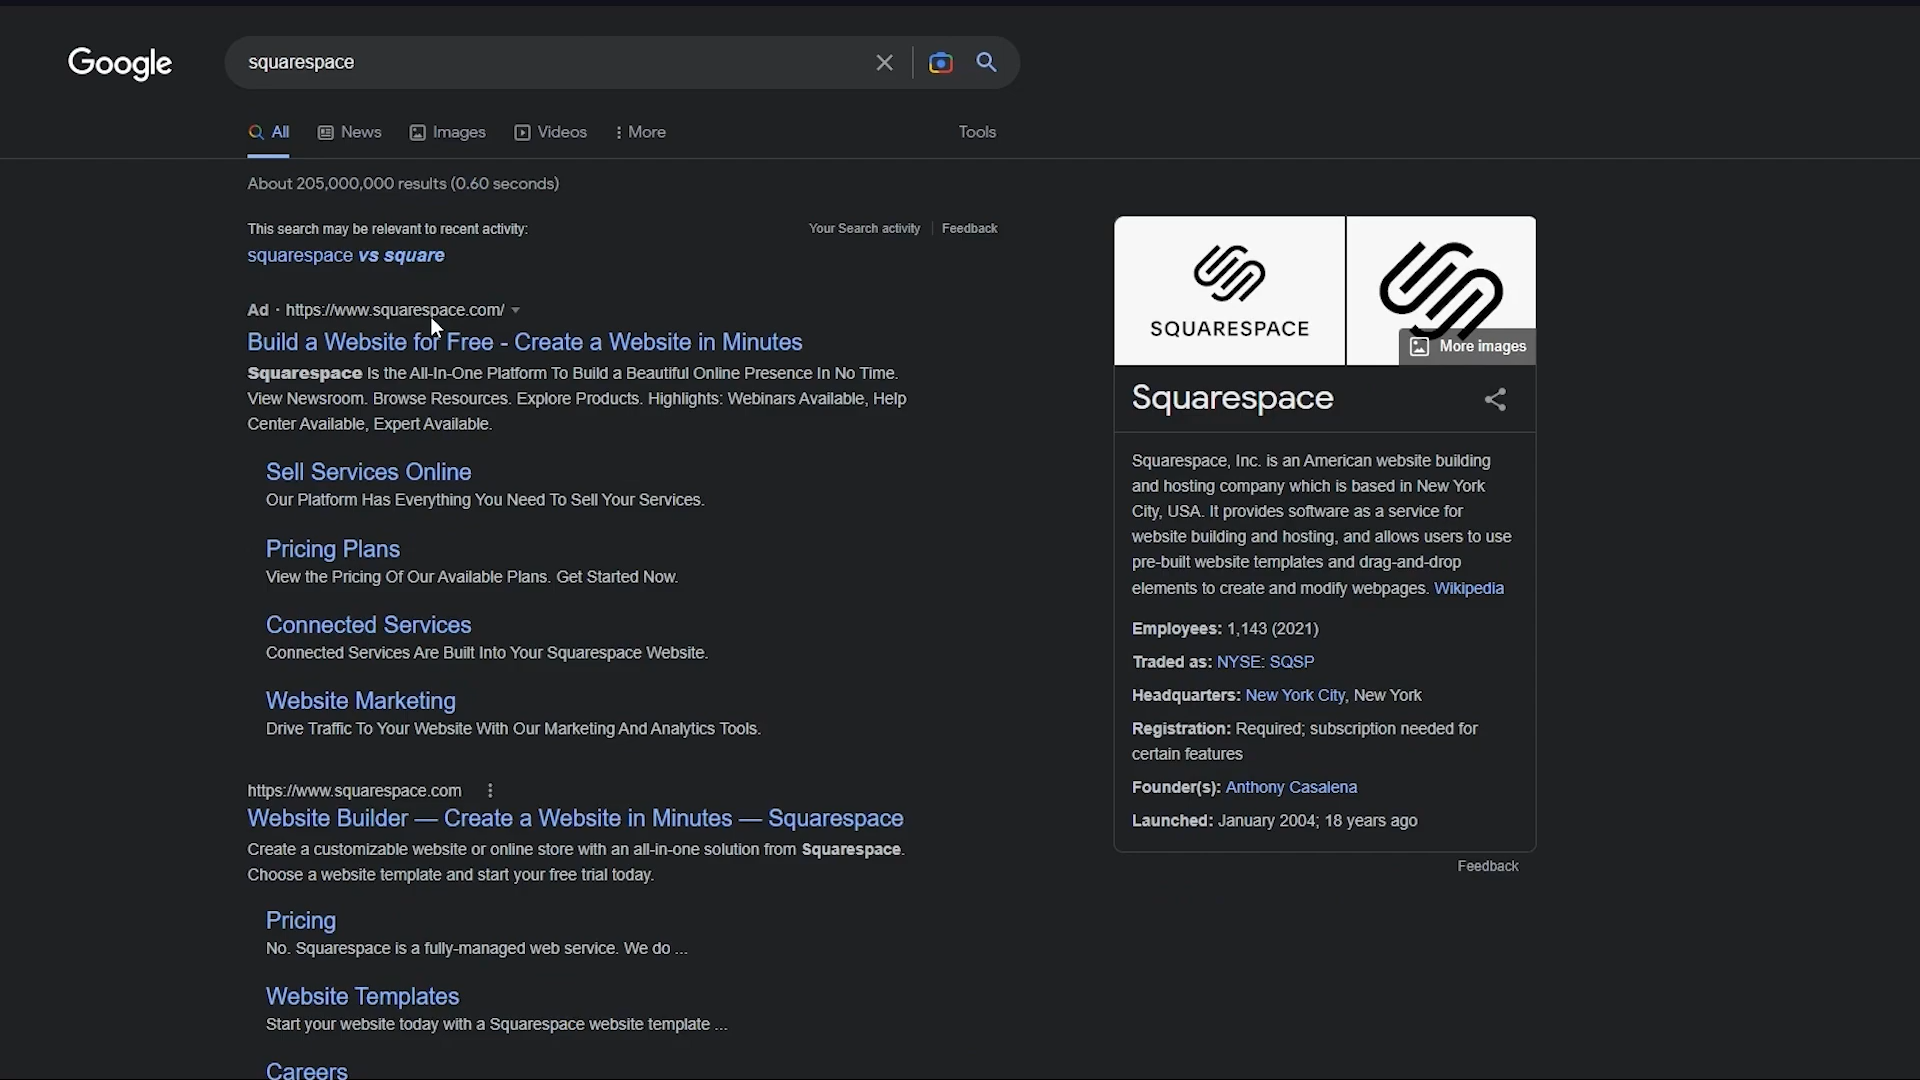 Google
squarespace
All
News
Images
Videos
More
Tools
About 205,000,000 results (0.60 seconds)
This search may be relevant to recent activity:
Your Search activity
Feedback
squarespace vs square
Ad · https://www.squarespace.com/
Build a Website for Free - Create a Website in Minutes
Squarespace Is the All-In-One Platform To Build a Beautiful Online Presence In No Time.
View Newsroom. Browse Resources. Explore Products. Highlights: Webinars Available, Help
Center Available, Expert Available.
Sell Services Online
Our Platform Has Everything You Need To Sell Your Services.
Pricing Plans
View the Pricing Of Our Available Plans. Get Started Now.
Connected Services
Connected Services Are Built Into Your Squarespace Website.
Website Marketing
Drive Traffic To Your Website With Our Marketing And Analytics Tools.
https://www.squarespace.com
Website Builder — Create a Website in Minutes — Squarespace
Create a customizable website or online store with an all-in-one solution from Squarespace.
Choose a website template and start your free trial today.
Pricing
No. Squarespace is a fully-managed web service. We do ...
Website Templates
Start your website today with a Squarespace website template ...
Careers
SQUARESPACE
More images
Squarespace
Squarespace, Inc. is an American website building
and hosting company which is based in New York
City, USA. It provides software as a service for
website building and hosting, and allows users to use
pre-built website templates and drag-and-drop
elements to create and modify webpages. Wikipedia
Employees: 1,143 (2021)
Traded as: NYSE: SQSP
Headquarters: New York City, New York
Registration: Required; subscription needed for
certain features
Founder(s): Anthony Casalena
Launched: January 2004; 18 years ago
Feedback